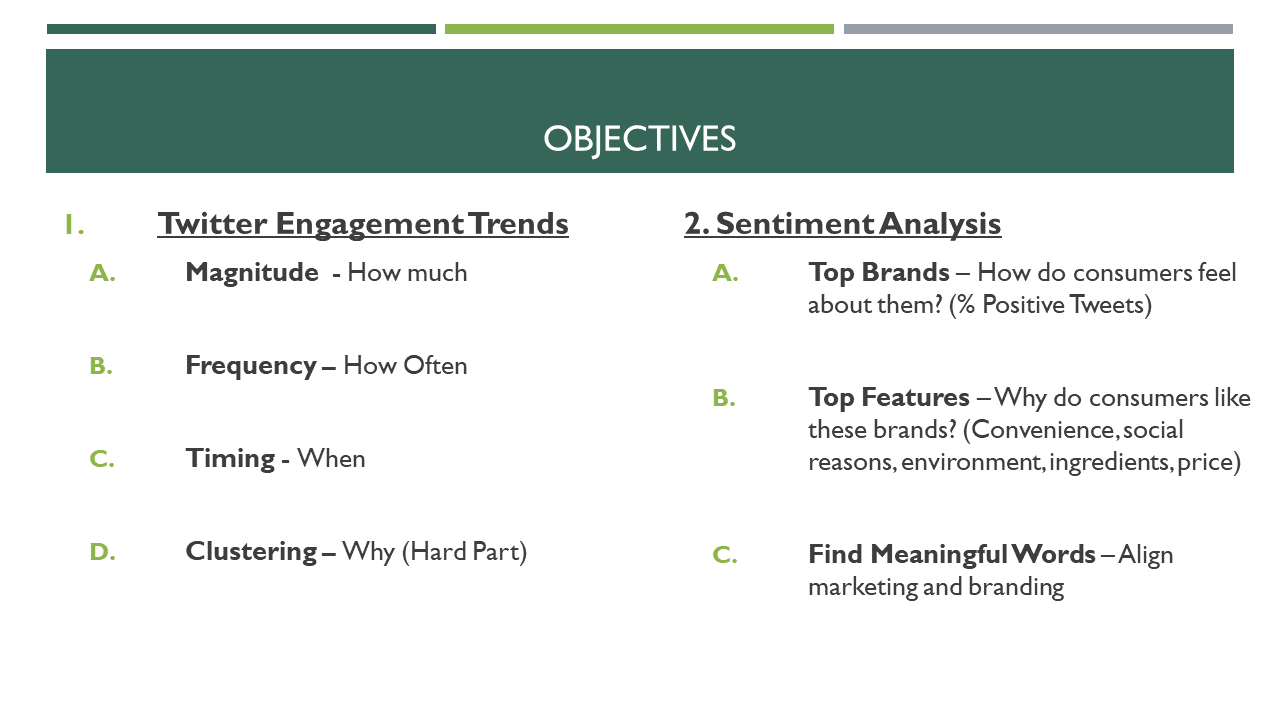 OBJECTIVES
1. Twitter Engagement Trends
A. Magnitude - How much
B. Frequency – How Often
C. Timing - When
D. Clustering – Why (Hard Part)
2. Sentiment Analysis
A. Top Brands – How do consumers feel
about them? (% Positive Tweets)
B. Top Features – Why do consumers like
these brands? (Convenience, social
reasons, environment, ingredients, price)
C. Find Meaningful Words – Align
marketing and branding